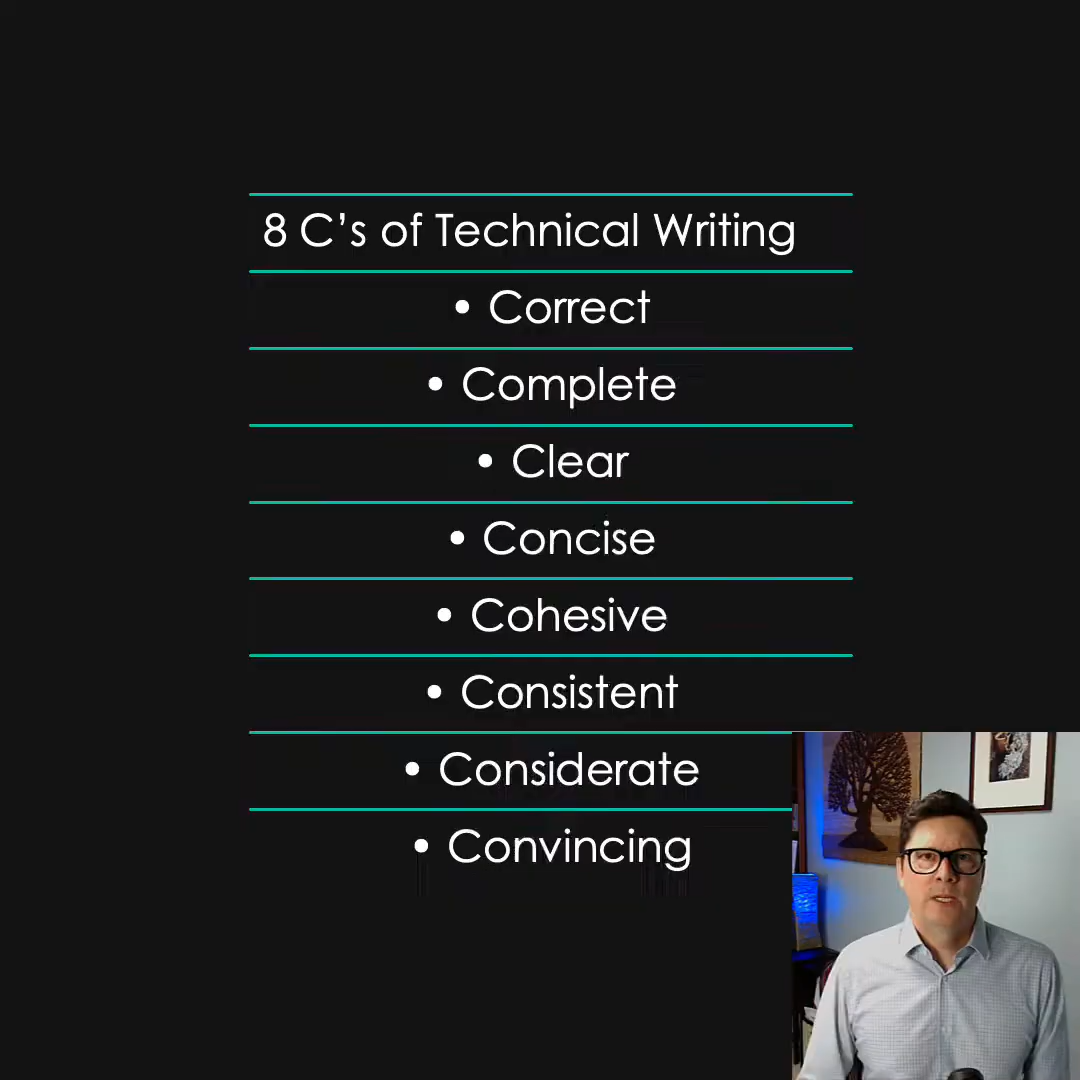 8 C’s of Technical Writing
• Correct
• Complete
• Clear
• Concise
• Cohesive
• Consistent
• Considerate
• Convincing